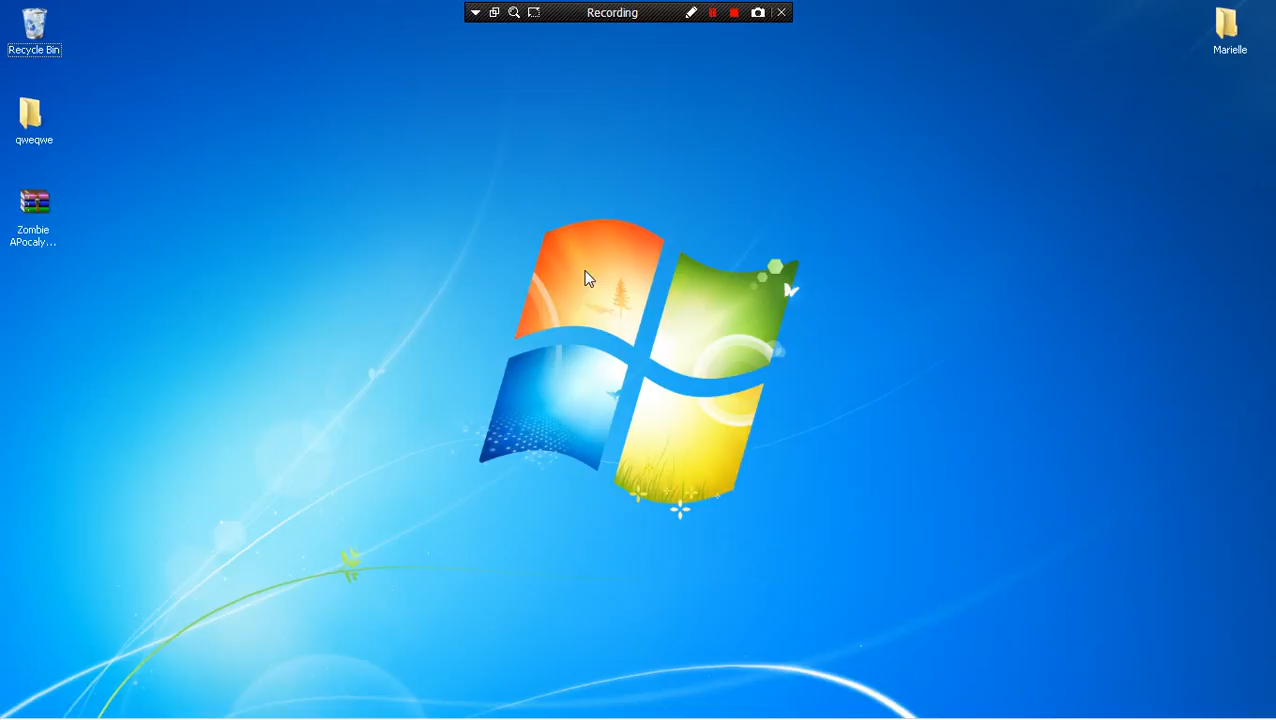 Recording
Recycle Bin
Marielle
qweqwe
Zombie
APocaly...